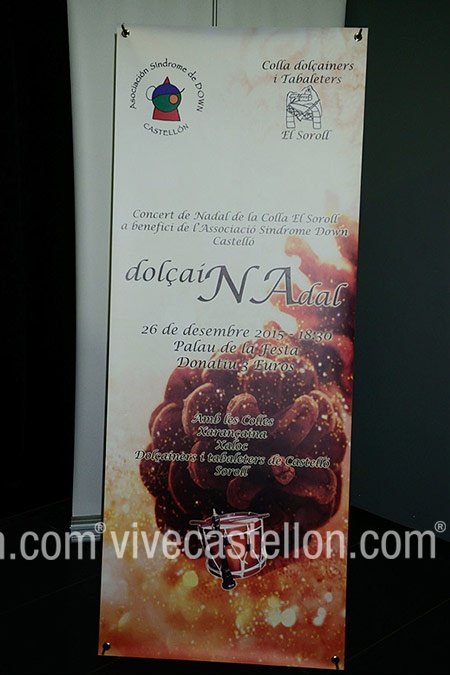 Asociación Síndrome de DOWN
CASTELLÓN
Colla dolçainers
i Tabaleters
El Soroll
Concert de Nadal de la Colla El Soroll
a benefici de l'Associació Síndrome Down
Castelló
dolçaiNAdal
26 de desembre 2015 - 18:30
Palau de la Festa
Donatiu 3 Euros
Amb les Colles
Xarançaina
Xaloc
Dolçainers i tabaleters de Castelló
Soroll
n.com® vivecastellon.com®